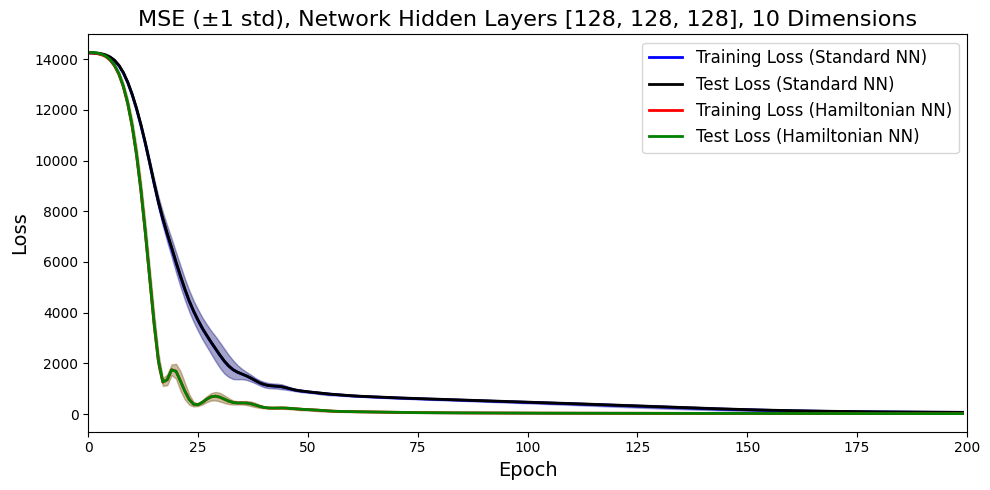 MSE (±1 std), Network Hidden Layers [128, 128, 128], 10 Dimensions
Training Loss (Standard NN)
Test Loss (Standard NN)
Training Loss (Hamiltonian NN)
Test Loss (Hamiltonian NN)
Loss
14000
12000
10000
8000
6000
4000
2000
0
0 25 50 75 100 125 150 175 200
Epoch